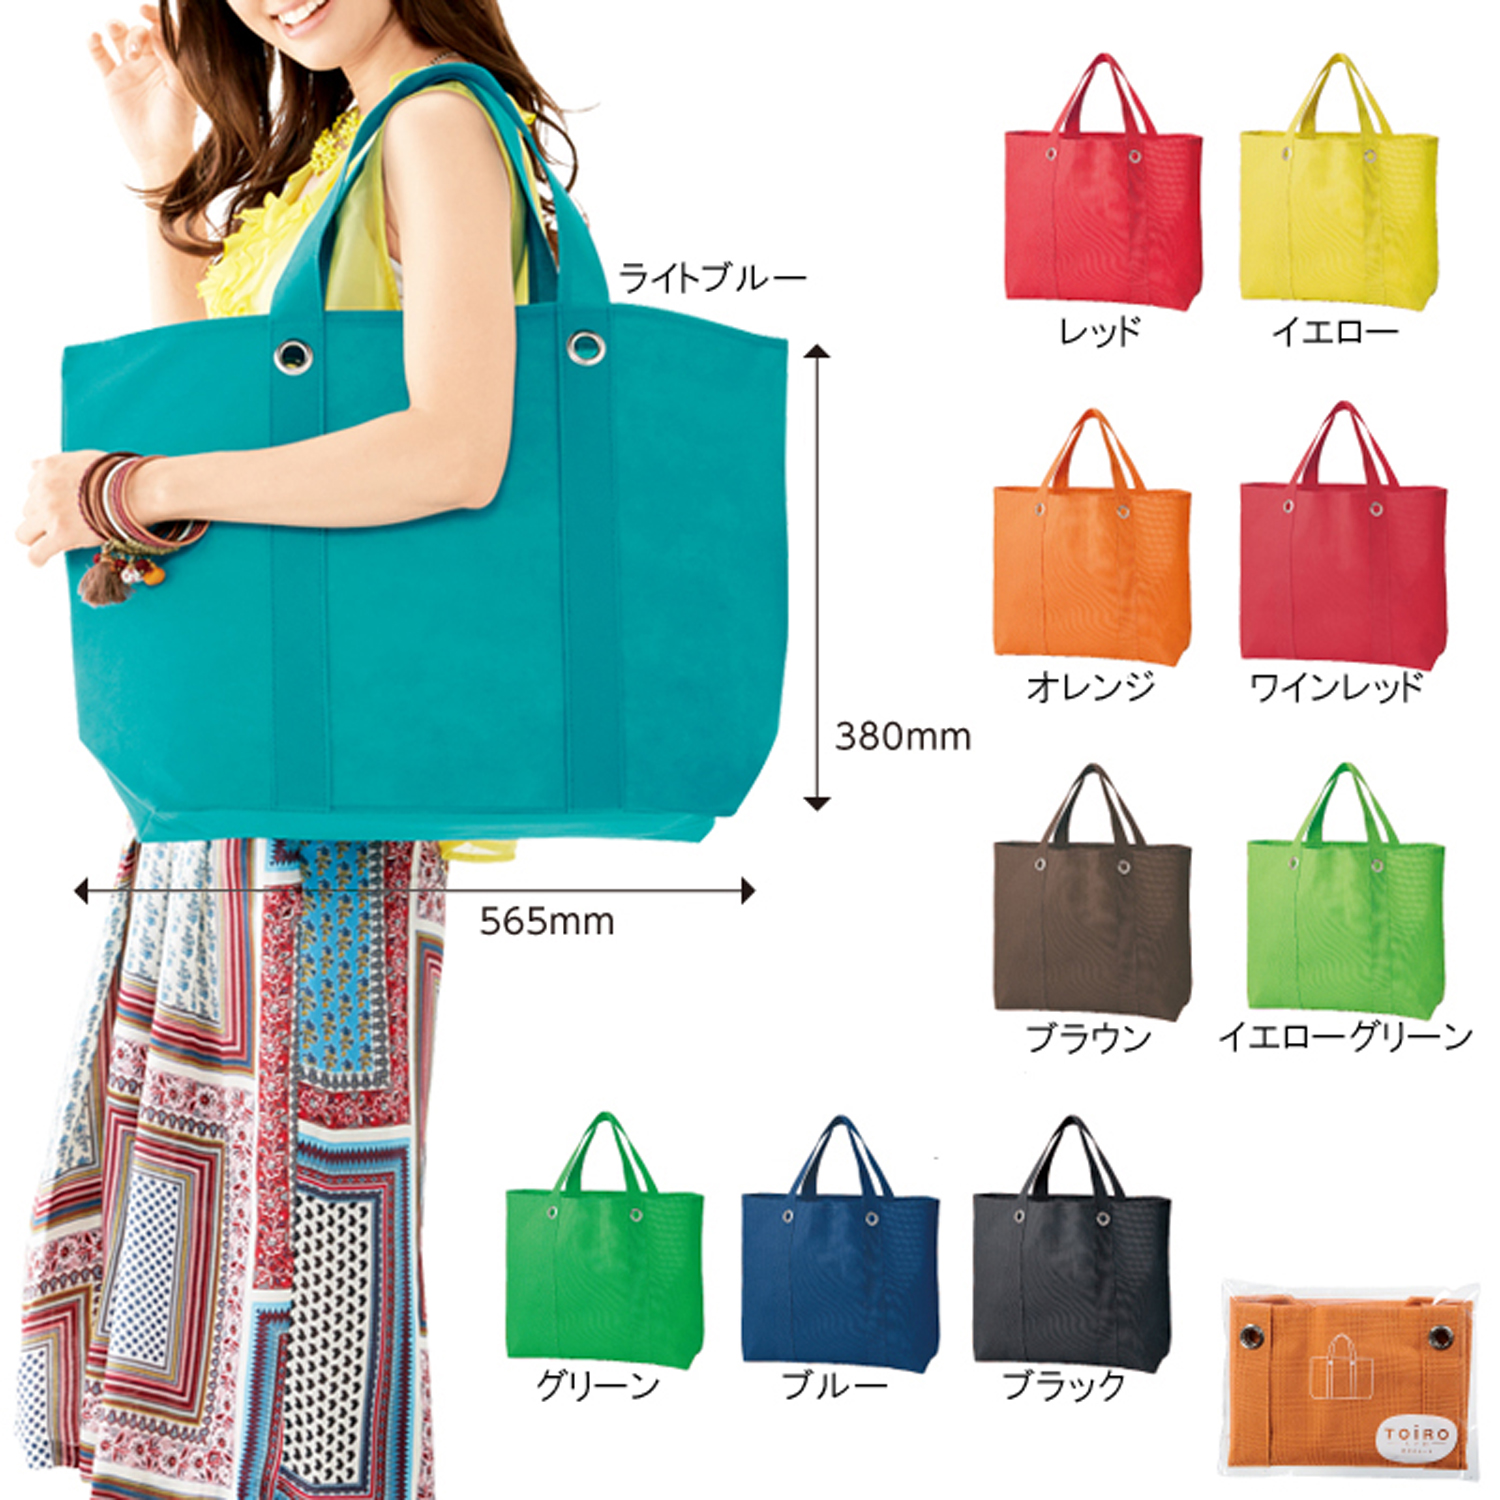 ライトブルー
レッド
イエロー
オレンジ
ワインレッド
380mm
565mm
ブラウン
イエローグリーン
グリーン
ブルー
ブラック
TOiRO